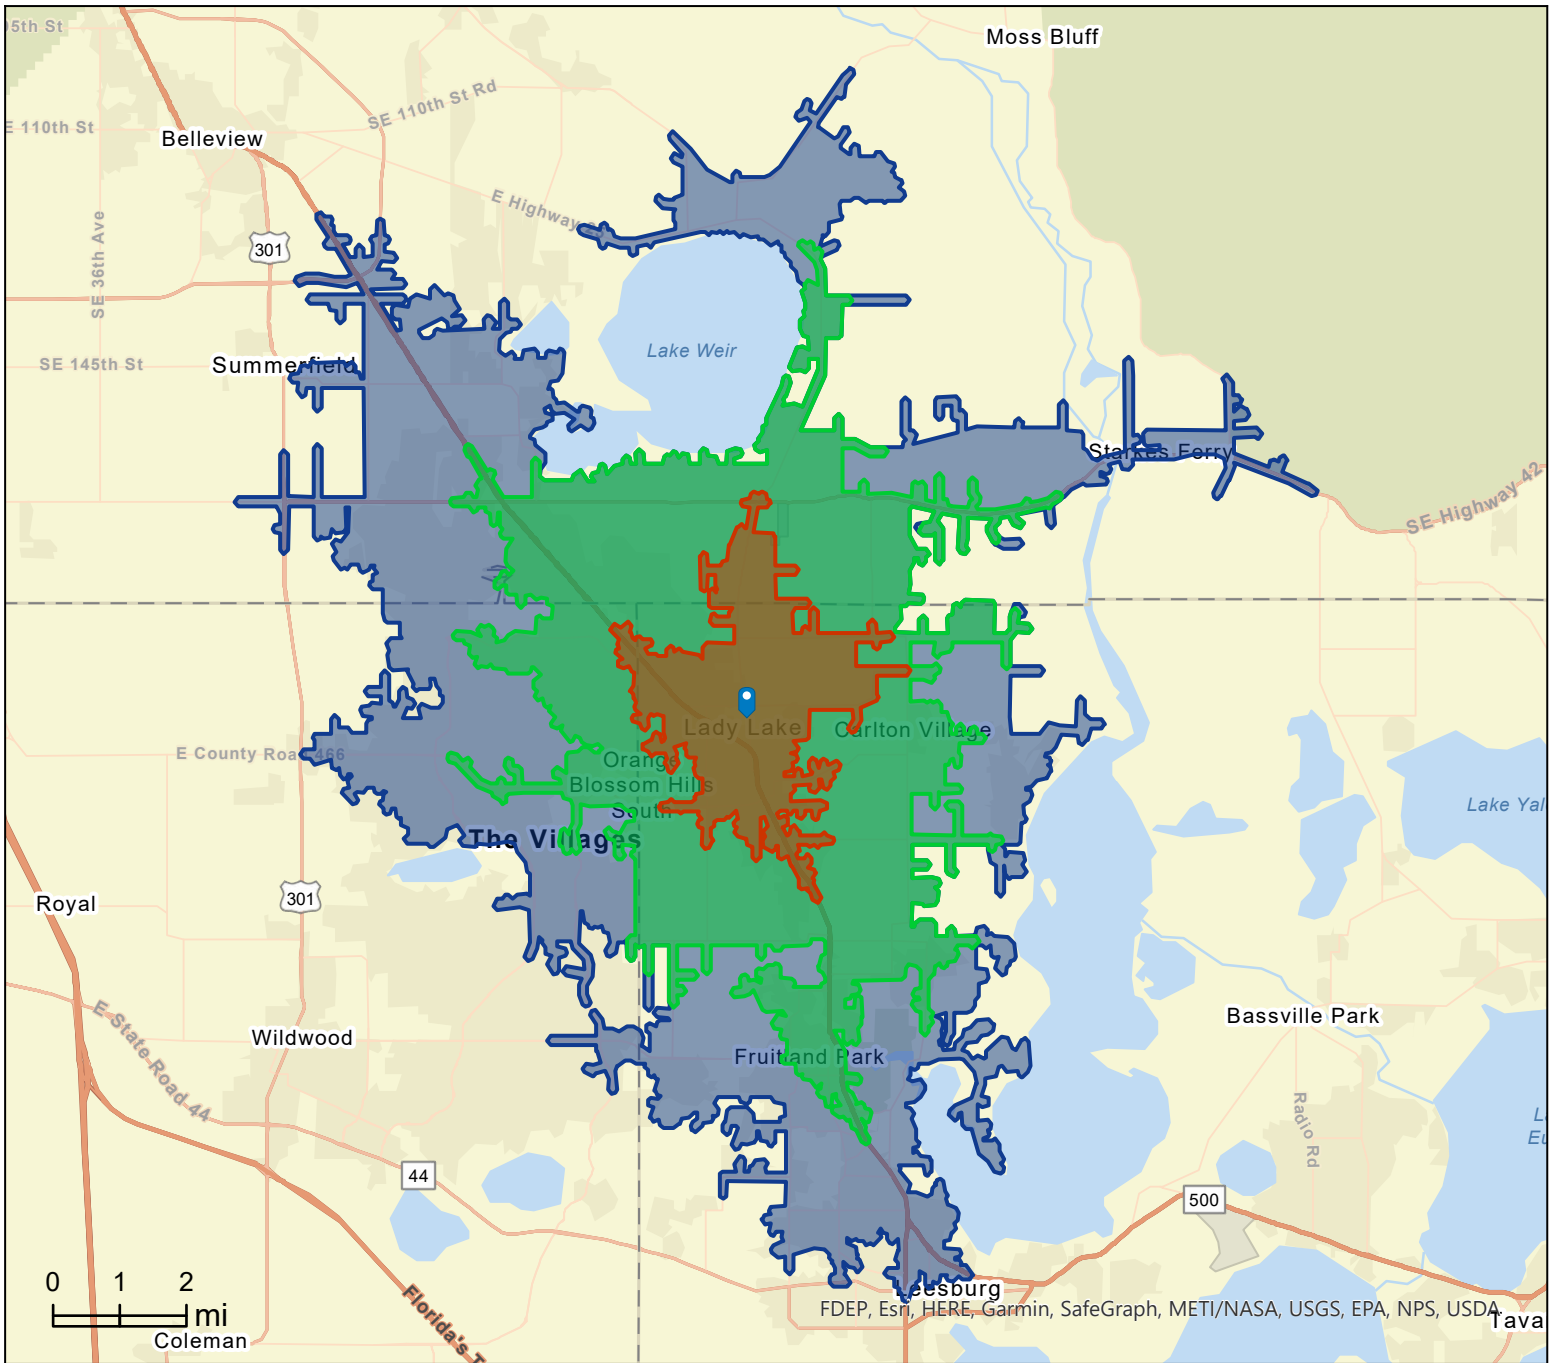 95th St
Moss Bluff
SE 110th St Rd
E 110th St
Belleview
E Highway 25
SE 36th Ave
301
Lake Weir
SE 145th St
Summerfield
Starkes Ferry
SE Highway 42
Lady Lake
Carlton Village
E County Road 466
Orange
Blossom Hills
South
Lake Yal
The Villages
301
Royal
E State Road 44
Bassville Park
Wildwood
Fruitland Park
Radio Rd
L
Eu
44
500
0 1 2
mi
Leesburg
Florida's T
FDEP, Esri, HERE, Garmin, SafeGraph, METI/NASA, USGS, EPA, NPS, USDA
Tava
Coleman